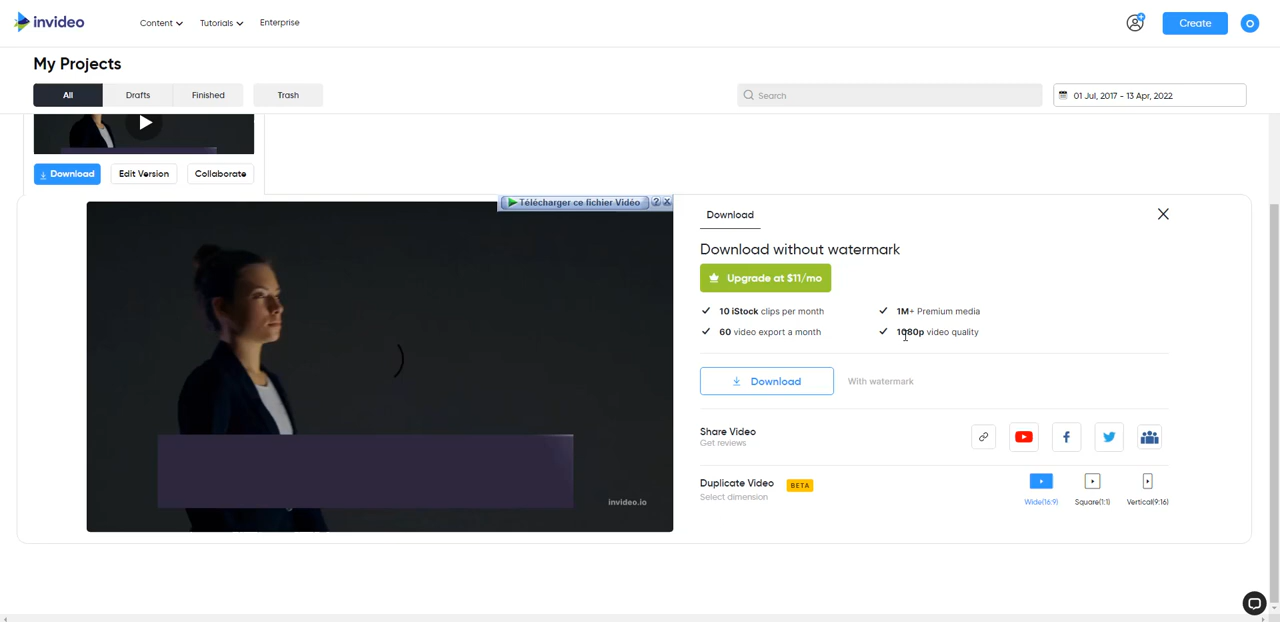 invideo
Content
Tutorials
Enterprise
Create
O
My Projects
All
Drafts
Finished
Trash
Search
01 Jul, 2017 - 13 Apr, 2022
Download
Edit Version
Collaborate
Télécharger ce fichier Vidéo ? X
invideo.io
Download
Download without watermark
Upgrade at $11/mo
10 iStock clips per month
1M+ Premium media
60 video export a month
1080p video quality
Download
With watermark
Share Video
Get reviews
Duplicate Video
BETA
Select dimension
Wide(16:9)
Square(1:1)
Vertical(9:16)